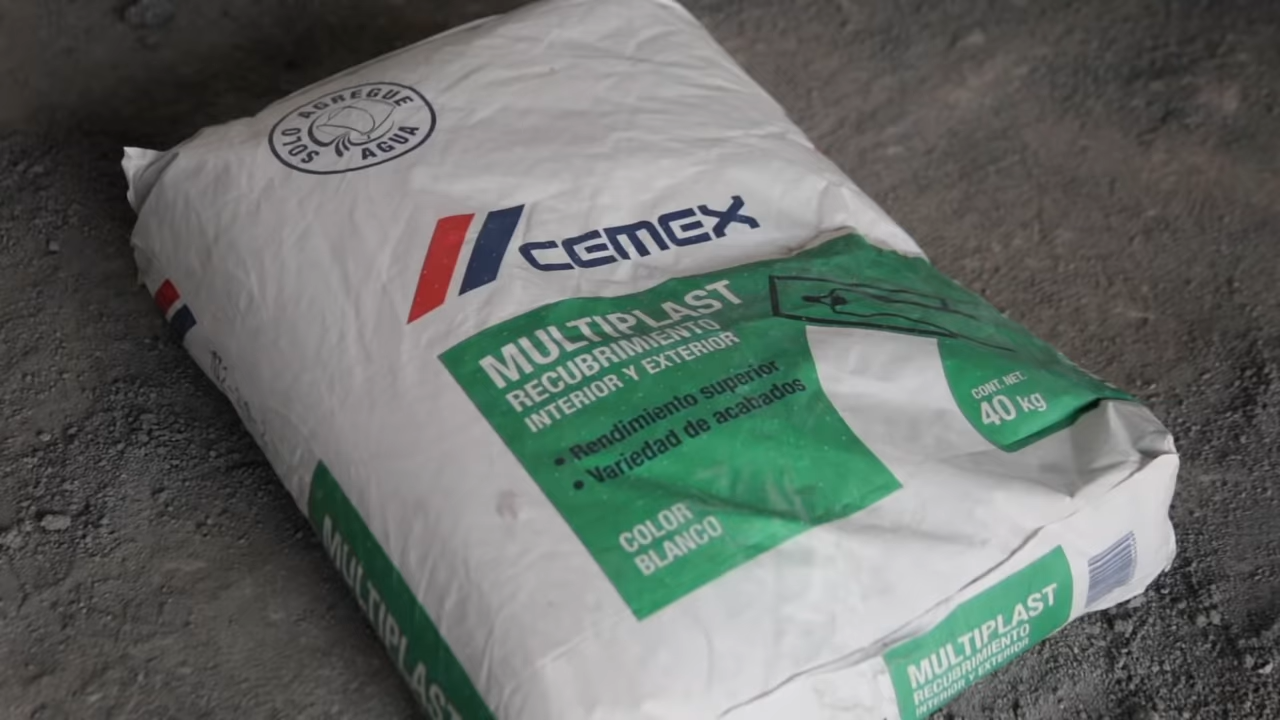 SOLO AGREGUE AGUA
CEMEX
MULTIPLAST
RECUBRIMIENTO
INTERIOR Y EXTERIOR
• Rendimiento superior
• Variedad de acabados
COLOR
BLANCO
CONT. NET.
40 kg
MULTIPLAST
MULTIPLAST
RECUBRIMIENTO
INTERIOR Y EXTERIOR